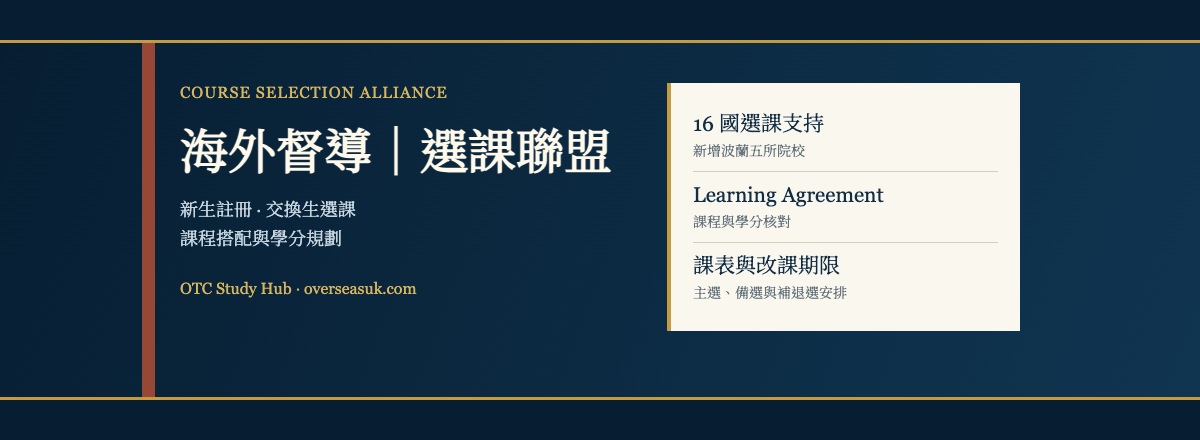 COURSE SELECTION ALLIANCE
海外督導｜選課聯盟
新生註冊 · 交換生選課
課程搭配與學分規劃
OTC Study Hub · overseasuk.com
16 國選課支持
新增波蘭五所院校
Learning Agreement
課程與學分核對
課表與改課期限
主選、備選與補退選安排